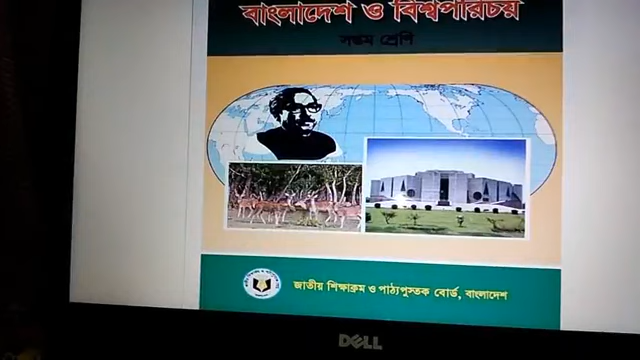 বাংলাদেশ ও বিশ্বপরিচয়
সপ্তম শ্রেণি
জাতীয় শিক্ষাক্রম ও পাঠ্যপুস্তক বোর্ড, বাংলাদেশ
DELL